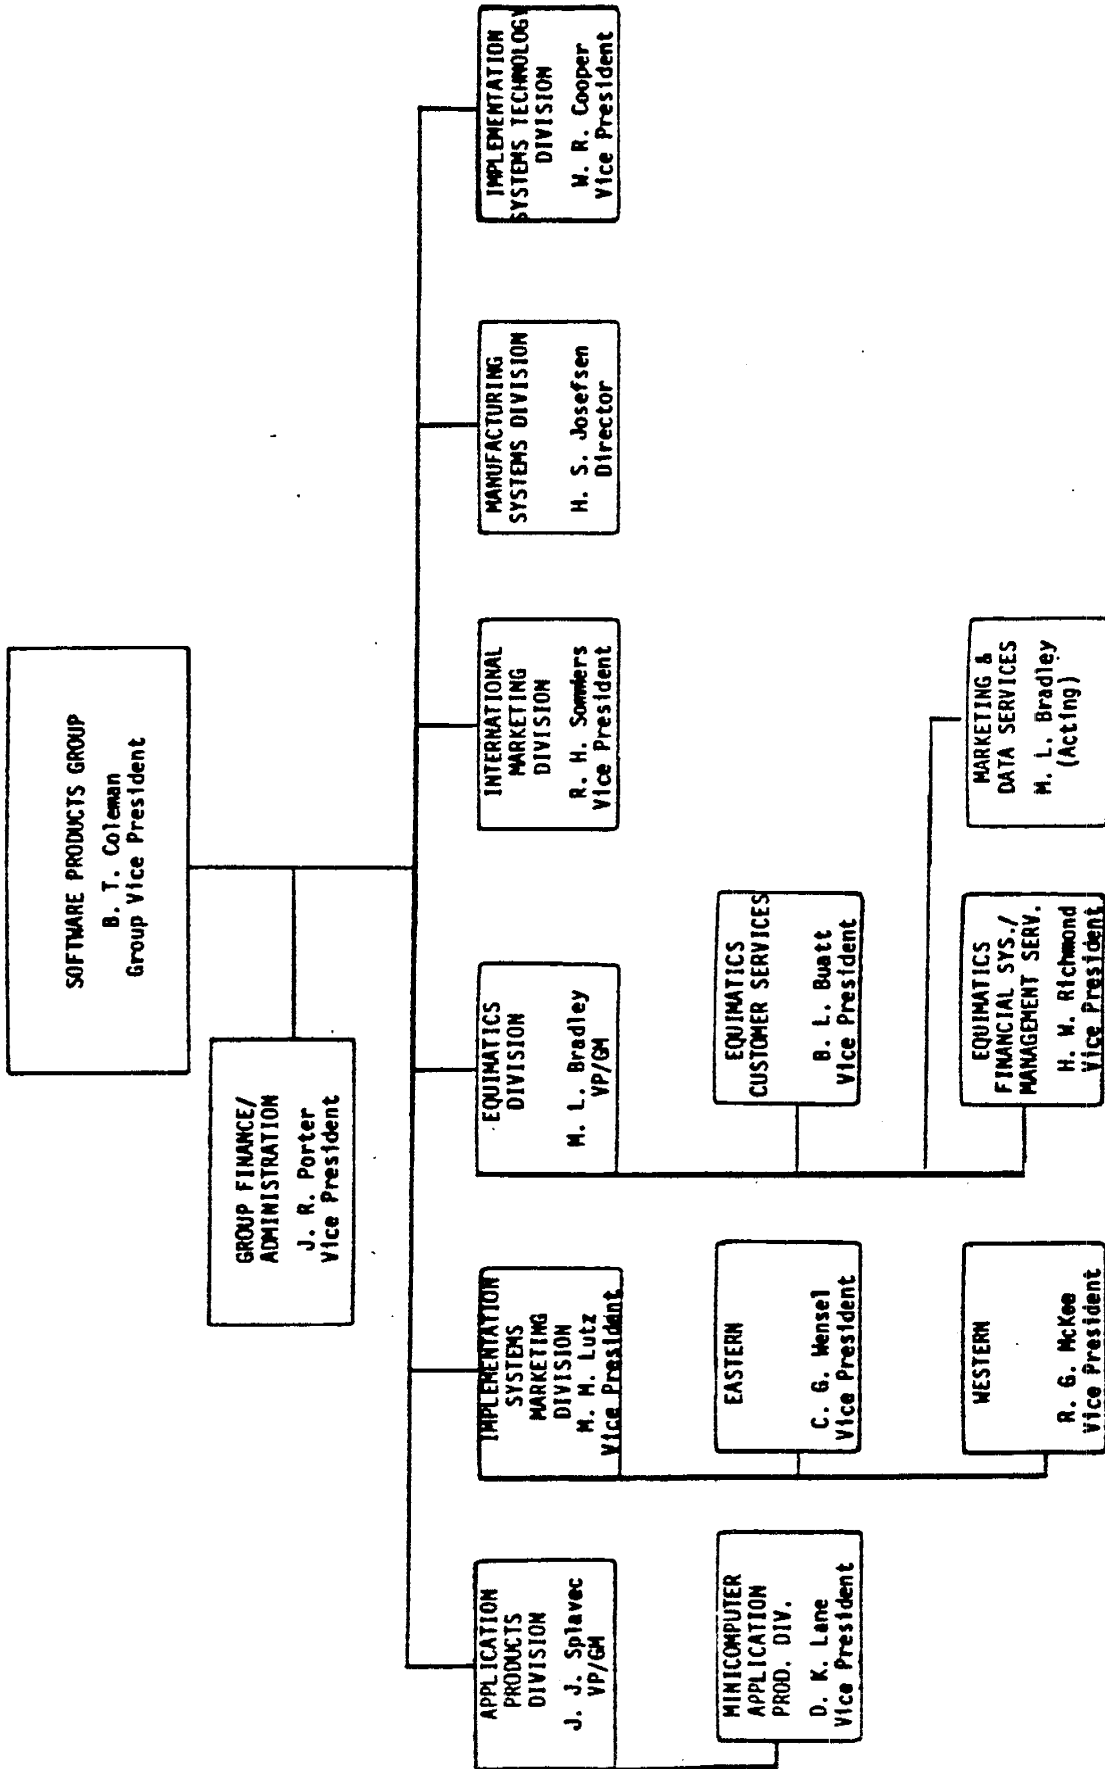 SOFTWARE PRODUCTS GROUP
B. T. Coleman
Group Vice President
GROUP FINANCE/
ADMINISTRATION
J. R. Porter
Vice President
APPLICATION
PRODUCTS
DIVISION
J. J. Splavec
VP/GM
IMPLEMENTATION
SYSTEMS
MARKETING
DIVISION
M. M. Lutz
Vice President
EQUIMATICS
DIVISION
M. L. Bradley
VP/GM
INTERNATIONAL
MARKETING
DIVISION
R. H. Sommers
Vice President
MANUFACTURING
SYSTEMS DIVISION
H. S. Josefsen
Director
IMPLEMENTATION
SYSTEMS TECHNOLOGY
DIVISION
W. R. Cooper
Vice President
MINICOMPUTER
APPLICATION
PROD. DIV.
D. K. Lane
Vice President
EASTERN
C. G. Wensel
Vice President
EQUIMATICS
CUSTOMER SERVICES
B. L. Buatt
Vice President
WESTERN
R. G. McKee
Vice President
EQUIMATICS
FINANCIAL SYS./
MANAGEMENT SERV.
H. W. Richmond
Vice President
MARKETING &
DATA SERVICES
M. L. Bradley
(Acting)